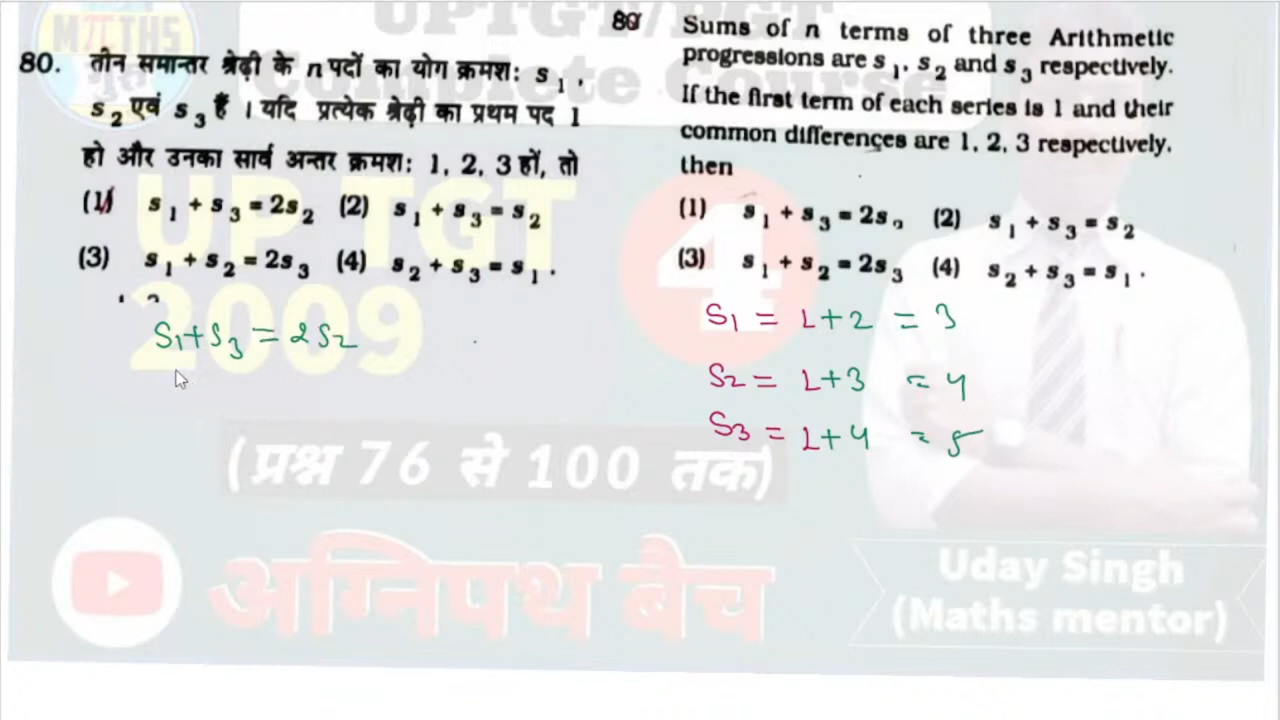 UPTGT/PGT
Complete Course
MπTHS
गुरु
80. तीन समान्तर श्रेढ़ी के n पदों का योग क्रमश: s₁,
s₂ एवं s₃ हैं । यदि प्रत्येक श्रेढ़ी का प्रथम पद 1
हो और उनका सार्व अन्तर क्रमश: 1, 2, 3 हों, तो
(1) s₁ + s₃ = 2s₂ (2) s₁ + s₃ = s₂
(3) s₁ + s₂ = 2s₃ (4) s₂ + s₃ = s₁ .
S₁+S₃ = 2S₂
80 Sums of n terms of three Arithmetic
progressions are s₁, s₂ and s₃ respectively.
If the first term of each series is 1 and their
common differences are 1, 2, 3 respectively.
then
(1) s₁ + s₃ = 2s₂ (2) s₁ + s₃ = s₂
(3) s₁ + s₂ = 2s₃ (4) s₂ + s₃ = s₁ .
S₁ = 1+2 = 3
S₂ = 1+3 = 4
S₃ = 1+4 = 5
UP TGT
2009
4
(प्रश्न 76 से 100 तक)
अग्निपथ बैच
Uday Singh
(Maths mentor)